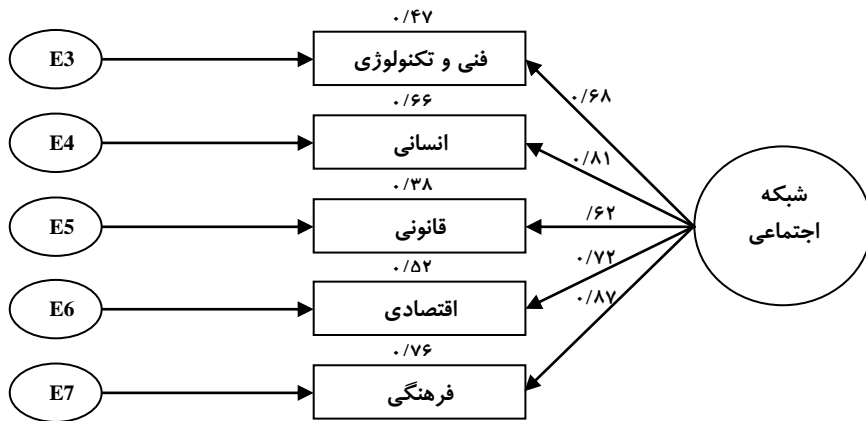 ۰/۴۷
E3
فنی و تکنولوژی
۰/۶۸
۰/۶۶
E4
انسانی
۰/۸۱
۰/۳۸
E5
قانونی
/۶۲
شبکه
اجتماعی
۰/۵۲
E6
اقتصادی
۰/۷۲
۰/۸۷
۰/۷۶
E7
فرهنگی